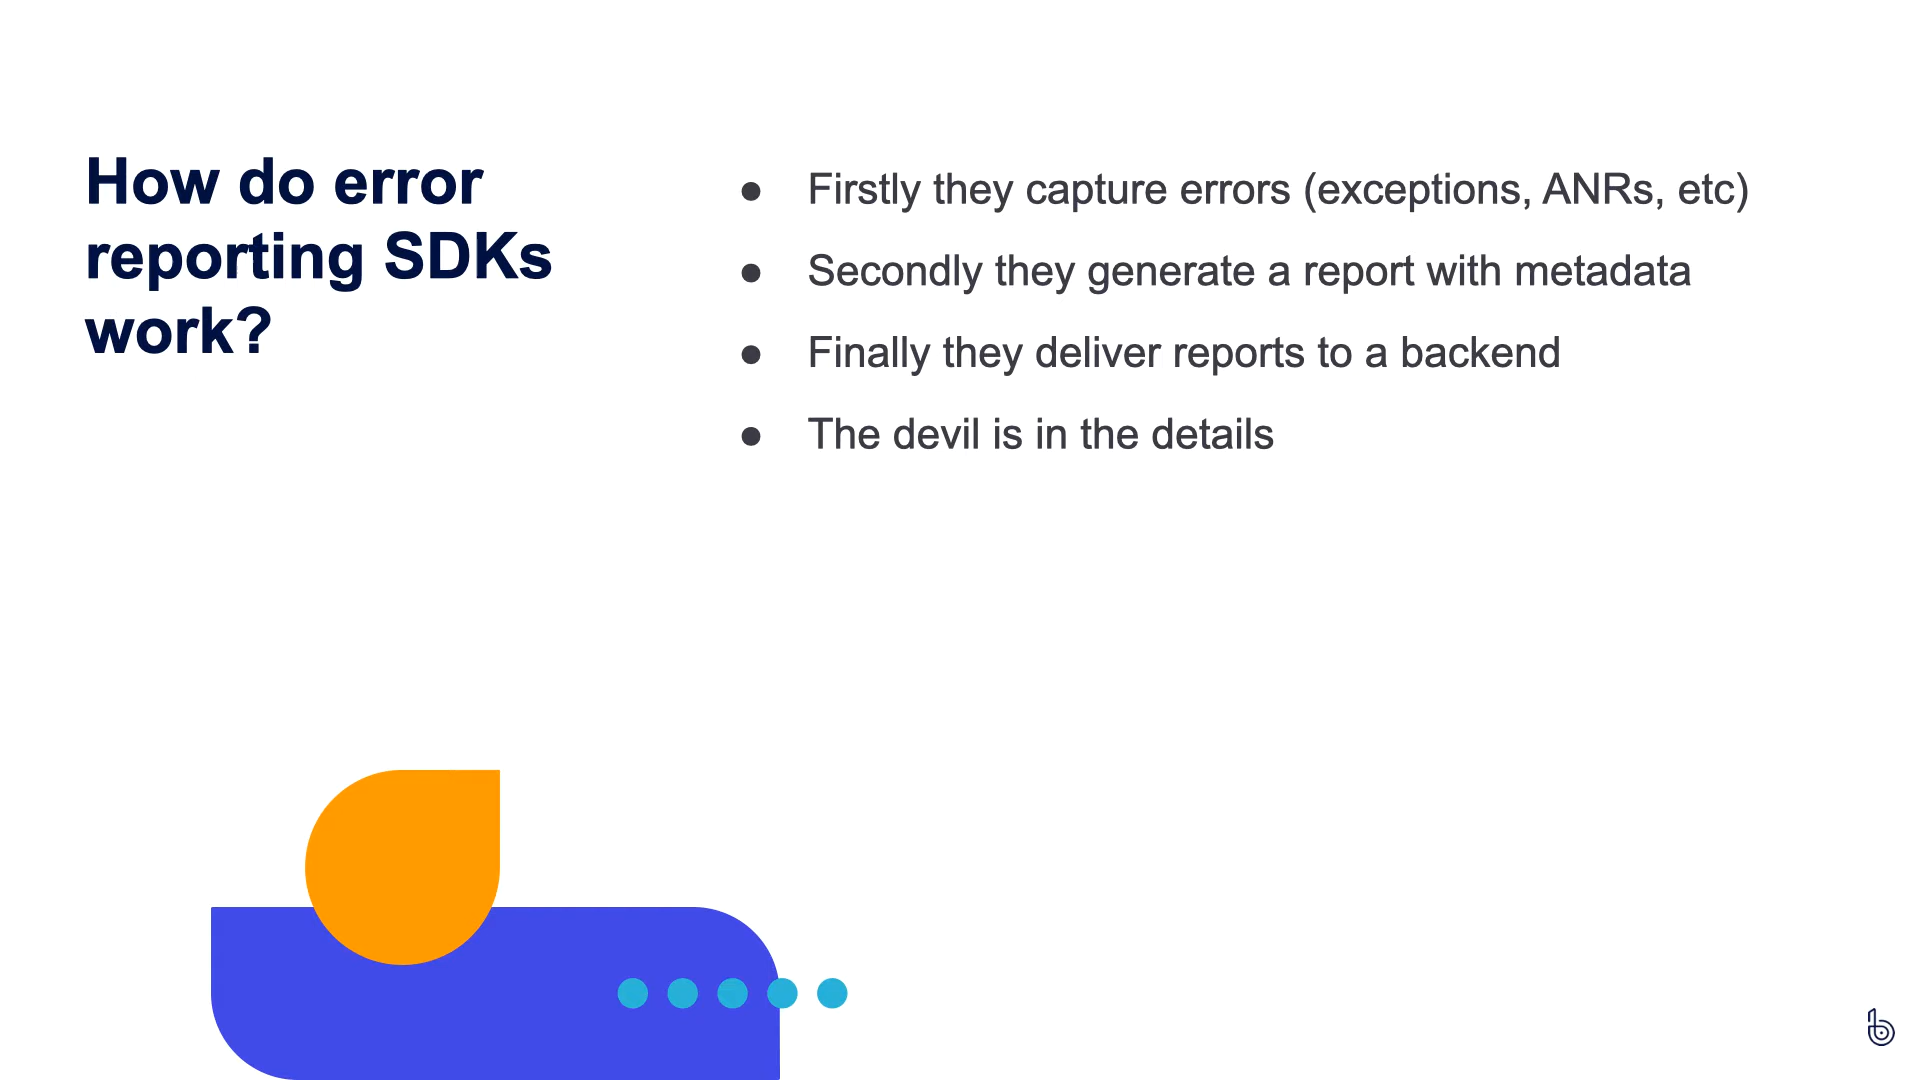 How do error
reporting SDKs
work?
● Firstly they capture errors (exceptions, ANRs, etc)
● Secondly they generate a report with metadata
● Finally they deliver reports to a backend
● The devil is in the details